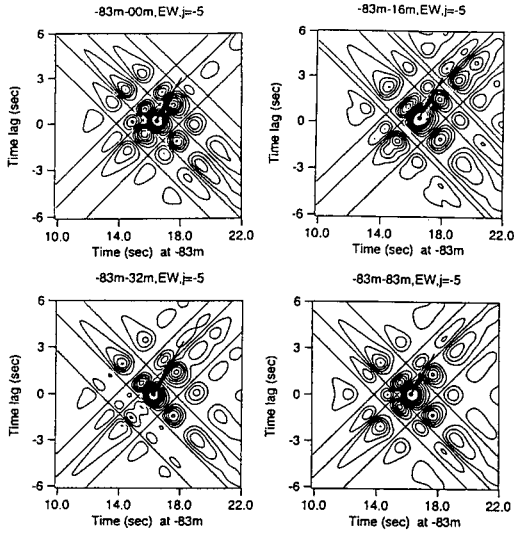 -83m-00m,EW,j=-5
-83m-16m,EW,j=-5
6
3
0
-3
-6
Time lag (sec)
10.0 14.0 18.0 22.0
Time (sec) at -83m
6
3
0
-3
-6
Time lag (sec)
10.0 14.0 18.0 22.0
Time (sec) at -83m
-83m-32m,EW,j=-5
-83m-83m,EW,j=-5
6
3
0
-3
-6
Time lag (sec)
10.0 14.0 18.0 22.0
Time (sec) at -83m
6
3
0
-3
-6
Time lag (sec)
10.0 14.0 18.0 22.0
Time (sec) at -83m